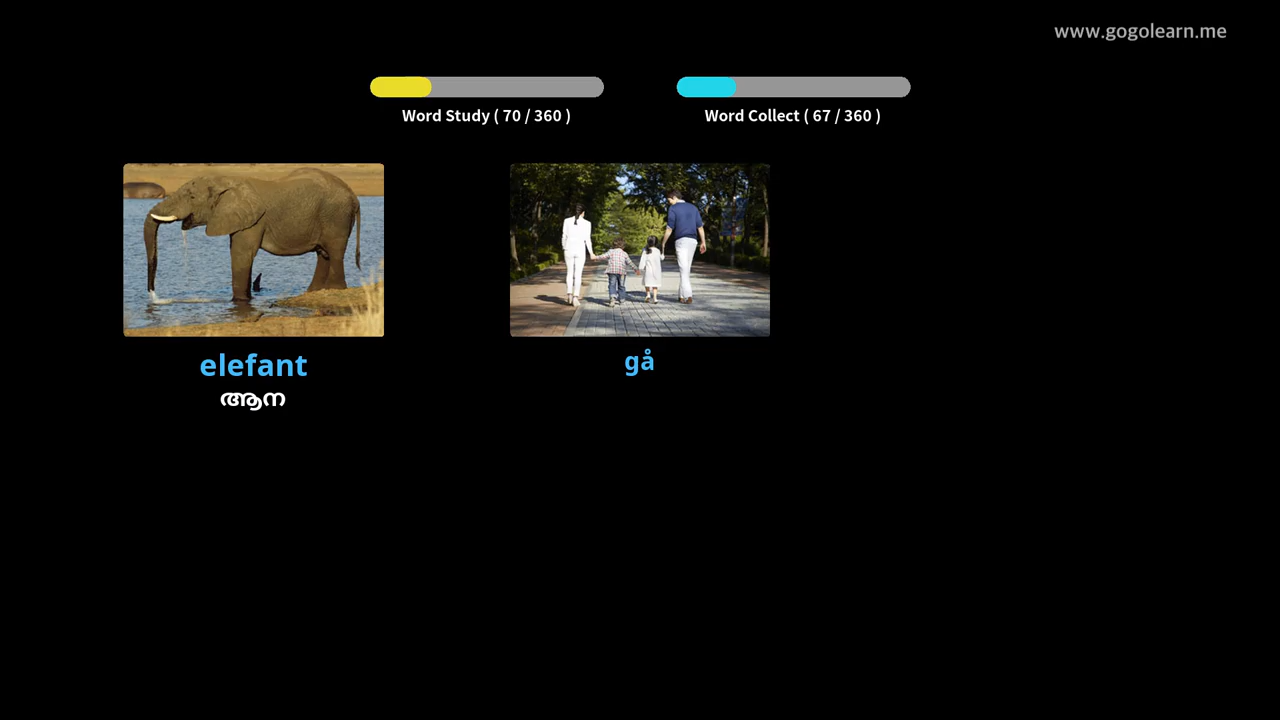 www.gogolearn.me
Word Study ( 70 / 360 )
Word Collect ( 67 / 360 )
elefant
ആന
gå